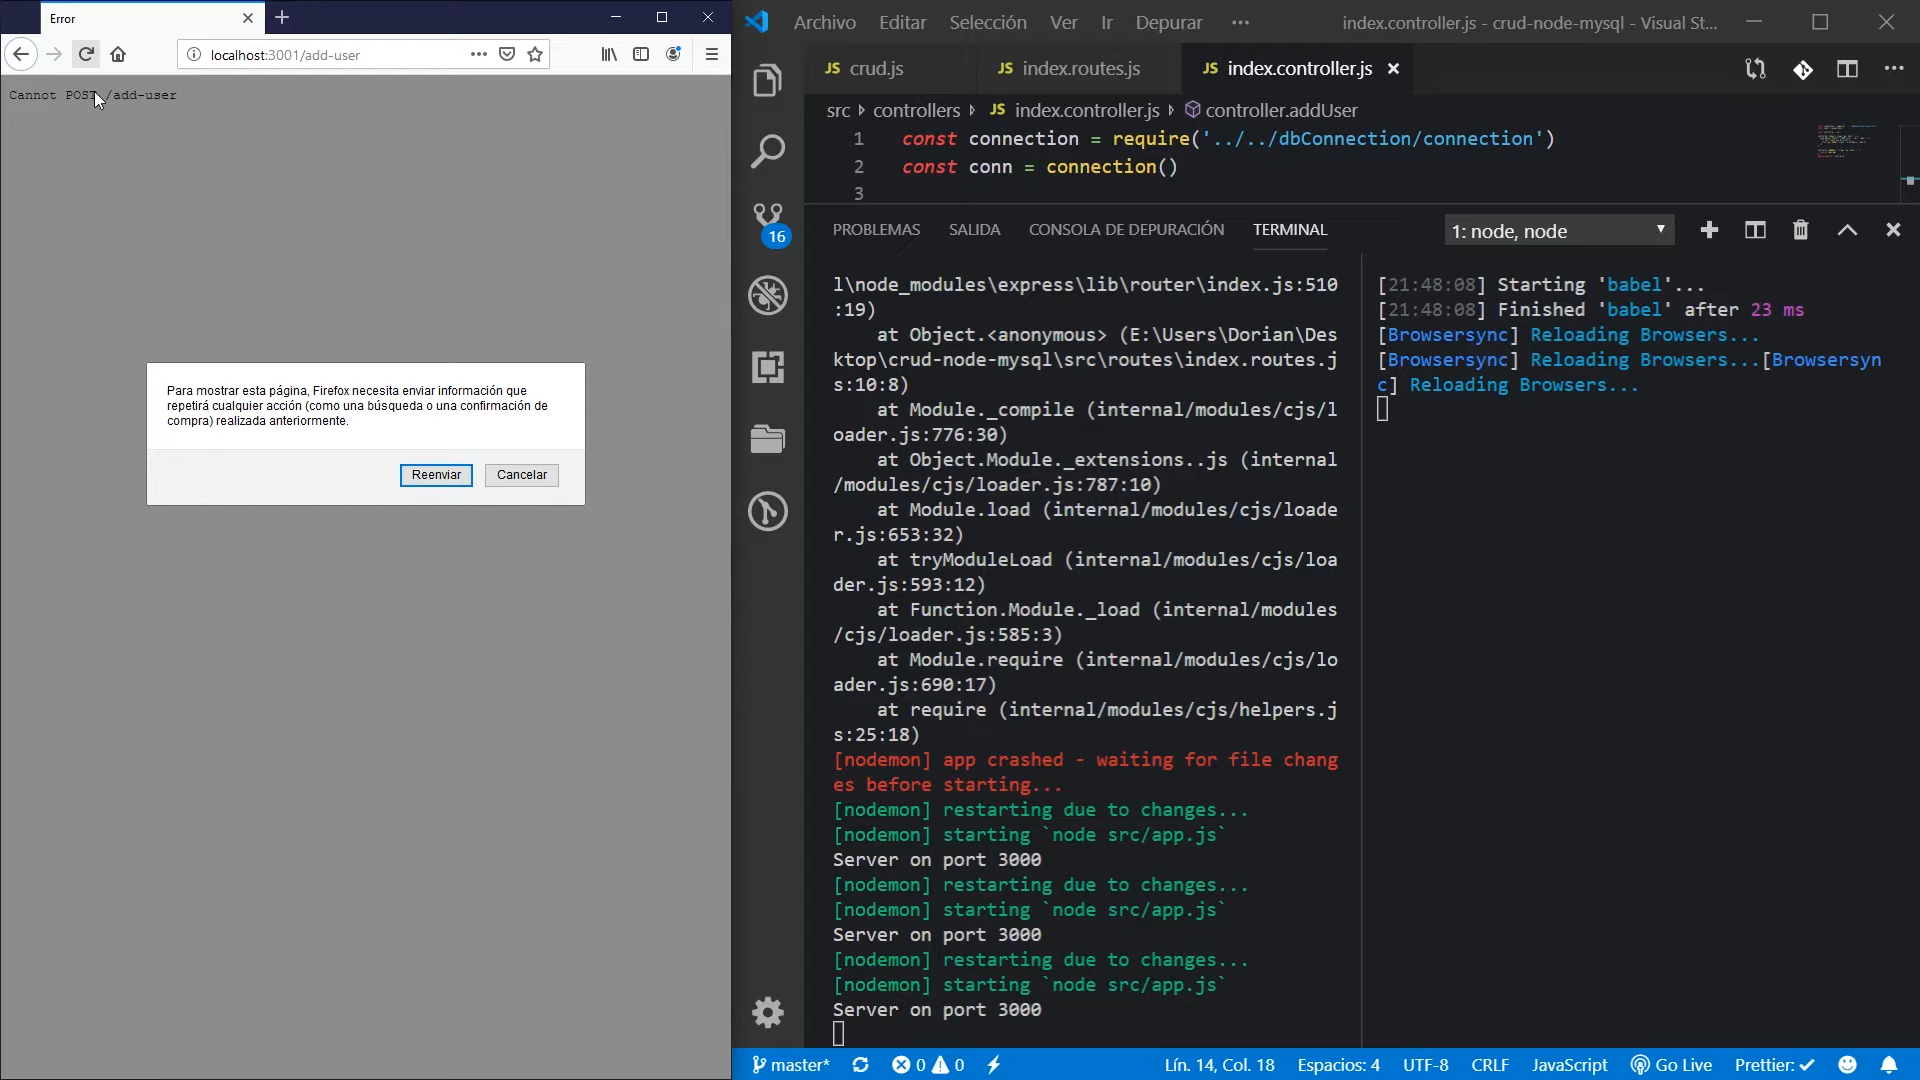 Error
localhost:3001/add-user
Cannot POST /add-user
Para mostrar esta página, Firefox necesita enviar información que
repetirá cualquier acción (como una búsqueda o una confirmación de
compra) realizada anteriormente.
Reenviar
Cancelar
Archivo Editar Selección Ver Ir Depurar ···
index.controller.js - crud-node-mysql - Visual St...
JS crud.js
JS index.routes.js
JS index.controller.js
src > controllers > JS index.controller.js > controller.addUser
1 const connection = require('../../dbConnection/connection')
2 const conn = connection()
3
16
PROBLEMAS SALIDA CONSOLA DE DEPURACIÓN TERMINAL
1: node, node
l\node_modules\express\lib\router\index.js:510
:19)
at Object.<anonymous> (E:\Users\Dorian\Des
ktop\crud-node-mysql\src\routes\index.routes.j
s:10:8)
at Module._compile (internal/modules/cjs/l
oader.js:776:30)
at Object.Module._extensions..js (internal
/modules/cjs/loader.js:787:10)
at Module.load (internal/modules/cjs/loade
r.js:653:32)
at tryModuleLoad (internal/modules/cjs/loa
der.js:593:12)
at Function.Module._load (internal/modules
/cjs/loader.js:585:3)
at Module.require (internal/modules/cjs/lo
ader.js:690:17)
at require (internal/modules/cjs/helpers.j
s:25:18)
[nodemon] app crashed - waiting for file chang
es before starting...
[nodemon] restarting due to changes...
[nodemon] starting `node src/app.js`
Server on port 3000
[nodemon] restarting due to changes...
[nodemon] starting `node src/app.js`
Server on port 3000
[nodemon] restarting due to changes...
[nodemon] starting `node src/app.js`
Server on port 3000
[21:48:08] Starting 'babel'...
[21:48:08] Finished 'babel' after 23 ms
[Browsersync] Reloading Browsers...
[Browsersync] Reloading Browsers...[Browsersyn
c] Reloading Browsers...
master* 0 0 Lín. 14, Col. 18 Espacios: 4 UTF-8 CRLF JavaScript Go Live Prettier: ✓